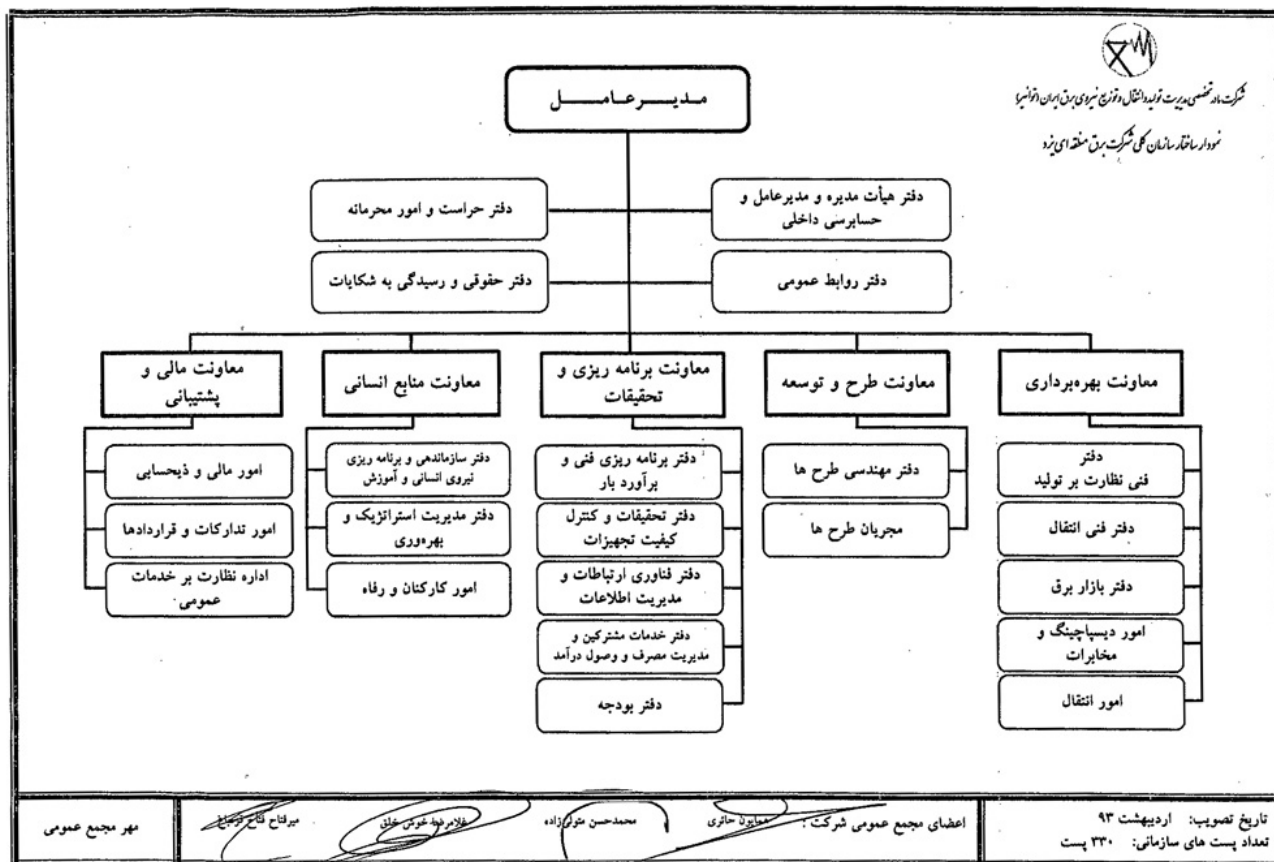 شرکت مادر تخصصی مدیریت تولید، انتقال و توزیع نیروی برق ایران (توانیر)
نمودار ساختار سازمان کلی شرکت برق منطقه ای یزد
مدیرعامل
دفتر هیأت مدیره و مدیرعامل و
حسابرسی داخلی
دفتر حراست و امور محرمانه
دفتر روابط عمومی
دفتر حقوقی و رسیدگی به شکایات
معاونت بهره‌برداری
دفتر
فنی نظارت بر تولید
دفتر فنی انتقال
دفتر بازار برق
امور دیسپاچینگ و
مخابرات
امور انتقال
معاونت طرح و توسعه
دفتر مهندسی طرح ها
مجریان طرح ها
معاونت برنامه ریزی و
تحقیقات
دفتر برنامه ریزی فنی و
برآورد بار
دفتر تحقیقات و کنترل
کیفیت تجهیزات
دفتر فناوری ارتباطات و
مدیریت اطلاعات
دفتر خدمات مشترکین و
مدیریت مصرف و وصول درآمد
دفتر بودجه
معاونت منابع انسانی
دفتر سازماندهی و برنامه ریزی
نیروی انسانی و آموزش
دفتر مدیریت استراتژیک و
بهره‌وری
امور کارکنان و رفاه
معاونت مالی و
پشتیبانی
امور مالی و ذیحسابی
امور تدارکات و قراردادها
اداره نظارت بر خدمات
عمومی
تاریخ تصویب: اردیبهشت ۹۳
تعداد پست های سازمانی: ۳۳۰ پست
اعضای مجمع عمومی شرکت : همایون حائری محمدحسن متولی زاده غلامرضا خوش خلق میرفتاح
مهر مجمع عمومی